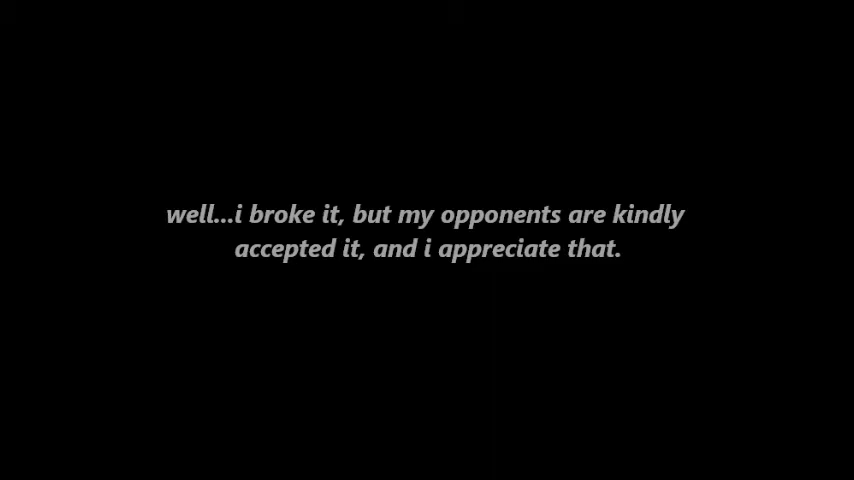 well...i broke it, but my opponents are kindly
accepted it, and i appreciate that.